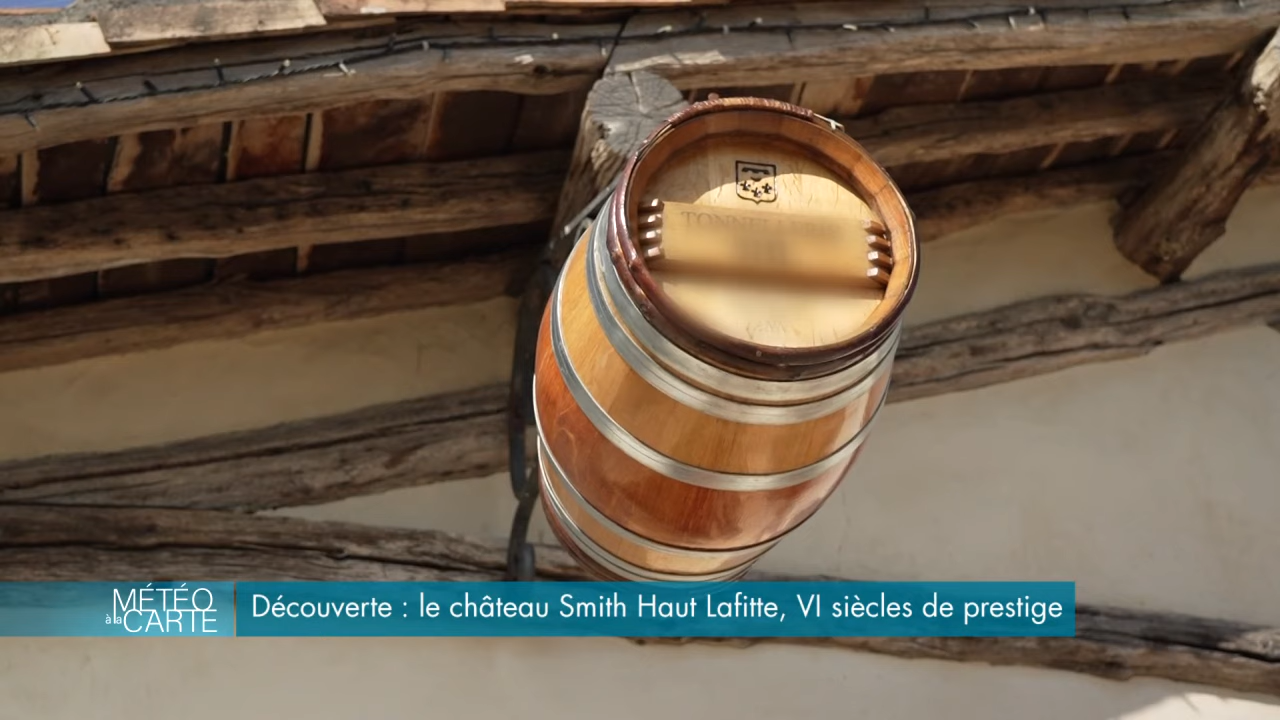 MÉTÉO
à la CARTE
Découverte : le château Smith Haut Lafitte, VI siècles de prestige